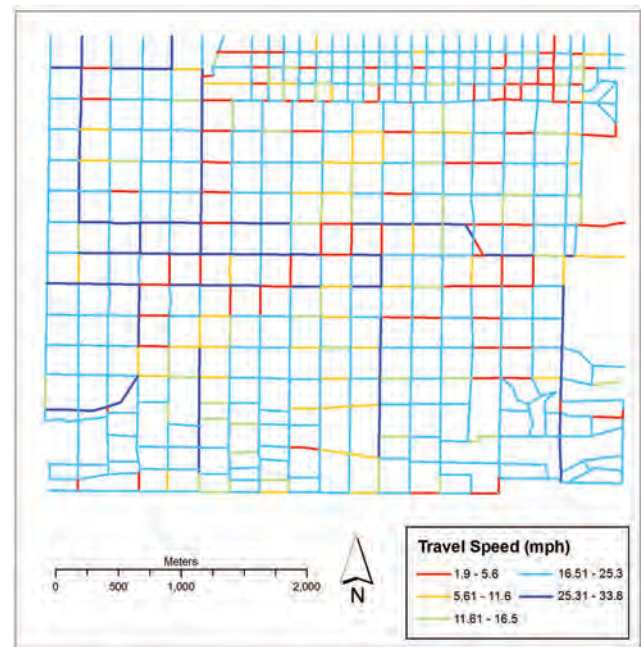 Meters
0 500 1,000 2,000
N
Travel Speed (mph)
1.9 - 5.6 16.51 - 25.3
5.61 - 11.6 25.31 - 33.8
11.61 - 16.5